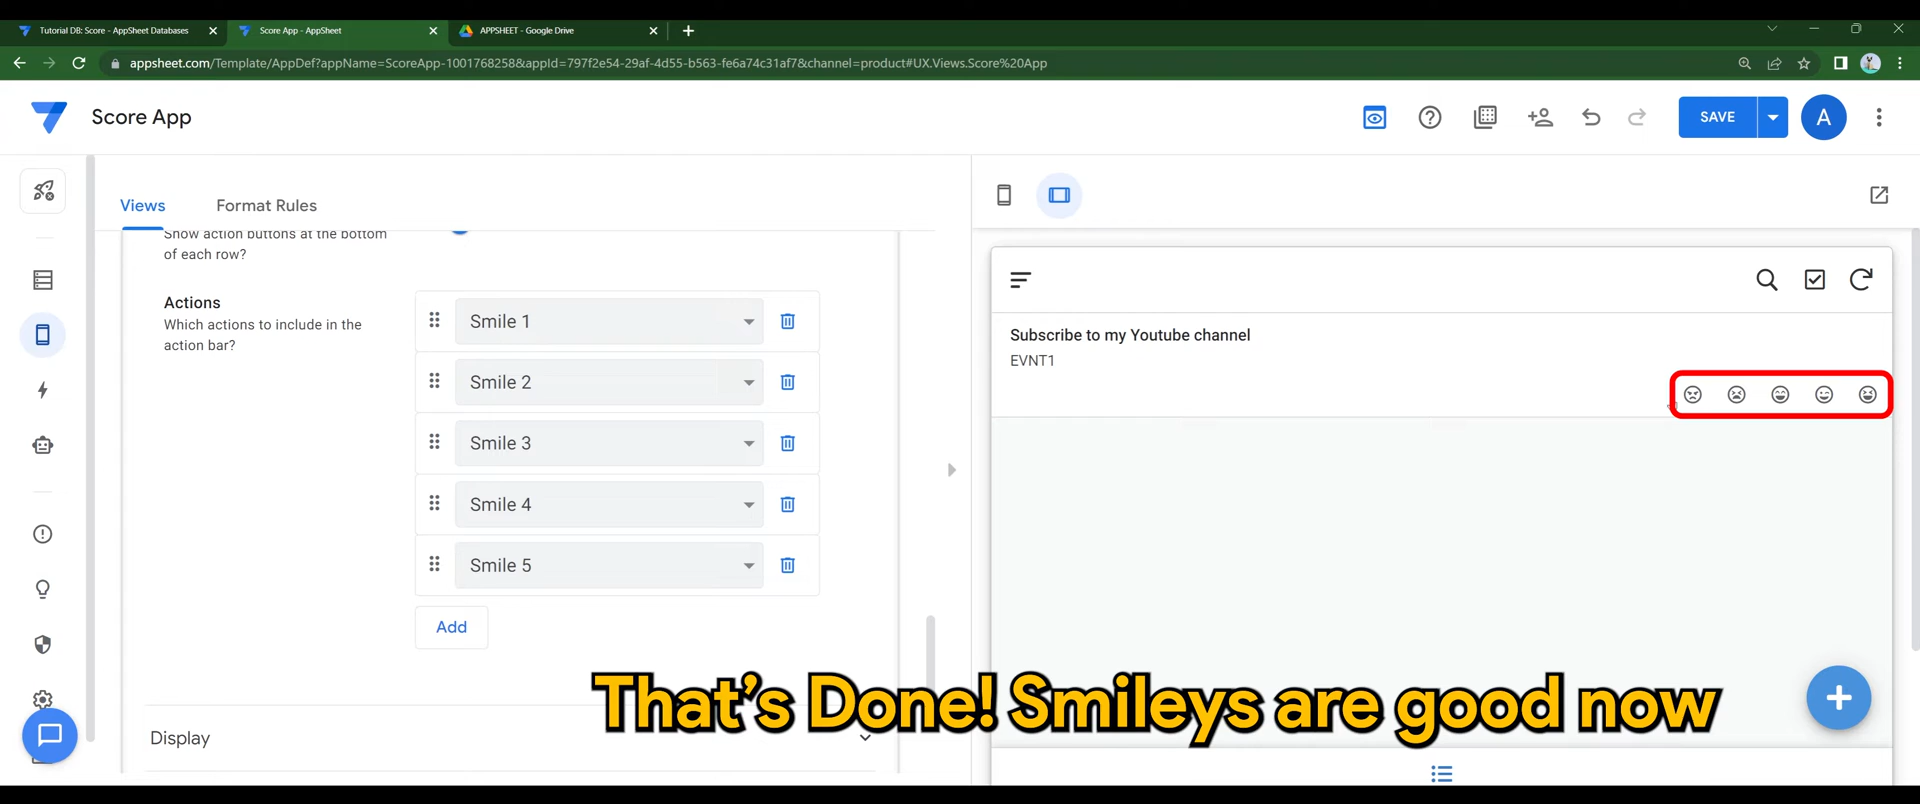 Tutorial DB: Score - AppSheet Databases
Score App - AppSheet
APPSHEET - Google Drive
appsheet.com/Template/AppDef?appName=ScoreApp-1001768258&appId=797f2e54-29af-4d55-b563-fe6a74c31af7&channel=product#UX.Views.Score%20App
Score App
SAVE
A
Views
Format Rules
Show action buttons at the bottom
of each row?
Actions
Which actions to include in the
action bar?
Smile 1
Smile 2
Smile 3
Smile 4
Smile 5
Add
Display
Subscribe to my Youtube channel
EVNT1
That's Done! Smileys are good now